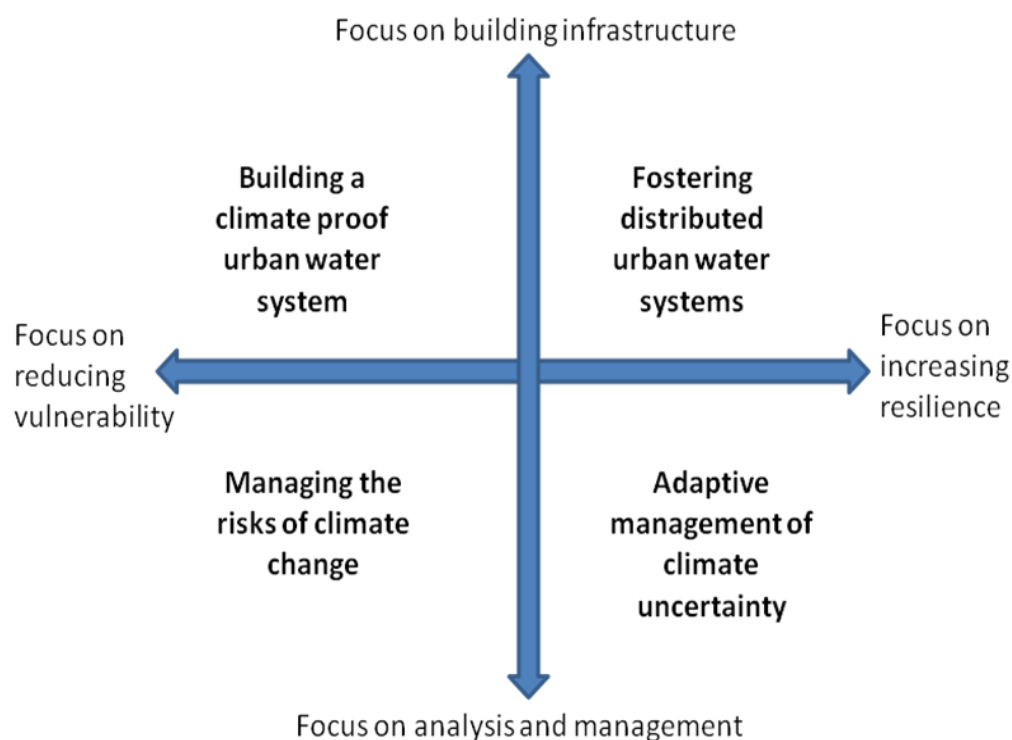 Focus on building infrastructure
Building a
climate proof
urban water
system
Fostering
distributed
urban water
systems
Focus on
reducing
vulnerability
Focus on
increasing
resilience
Managing the
risks of climate
change
Adaptive
management of
climate
uncertainty
Focus on analysis and management